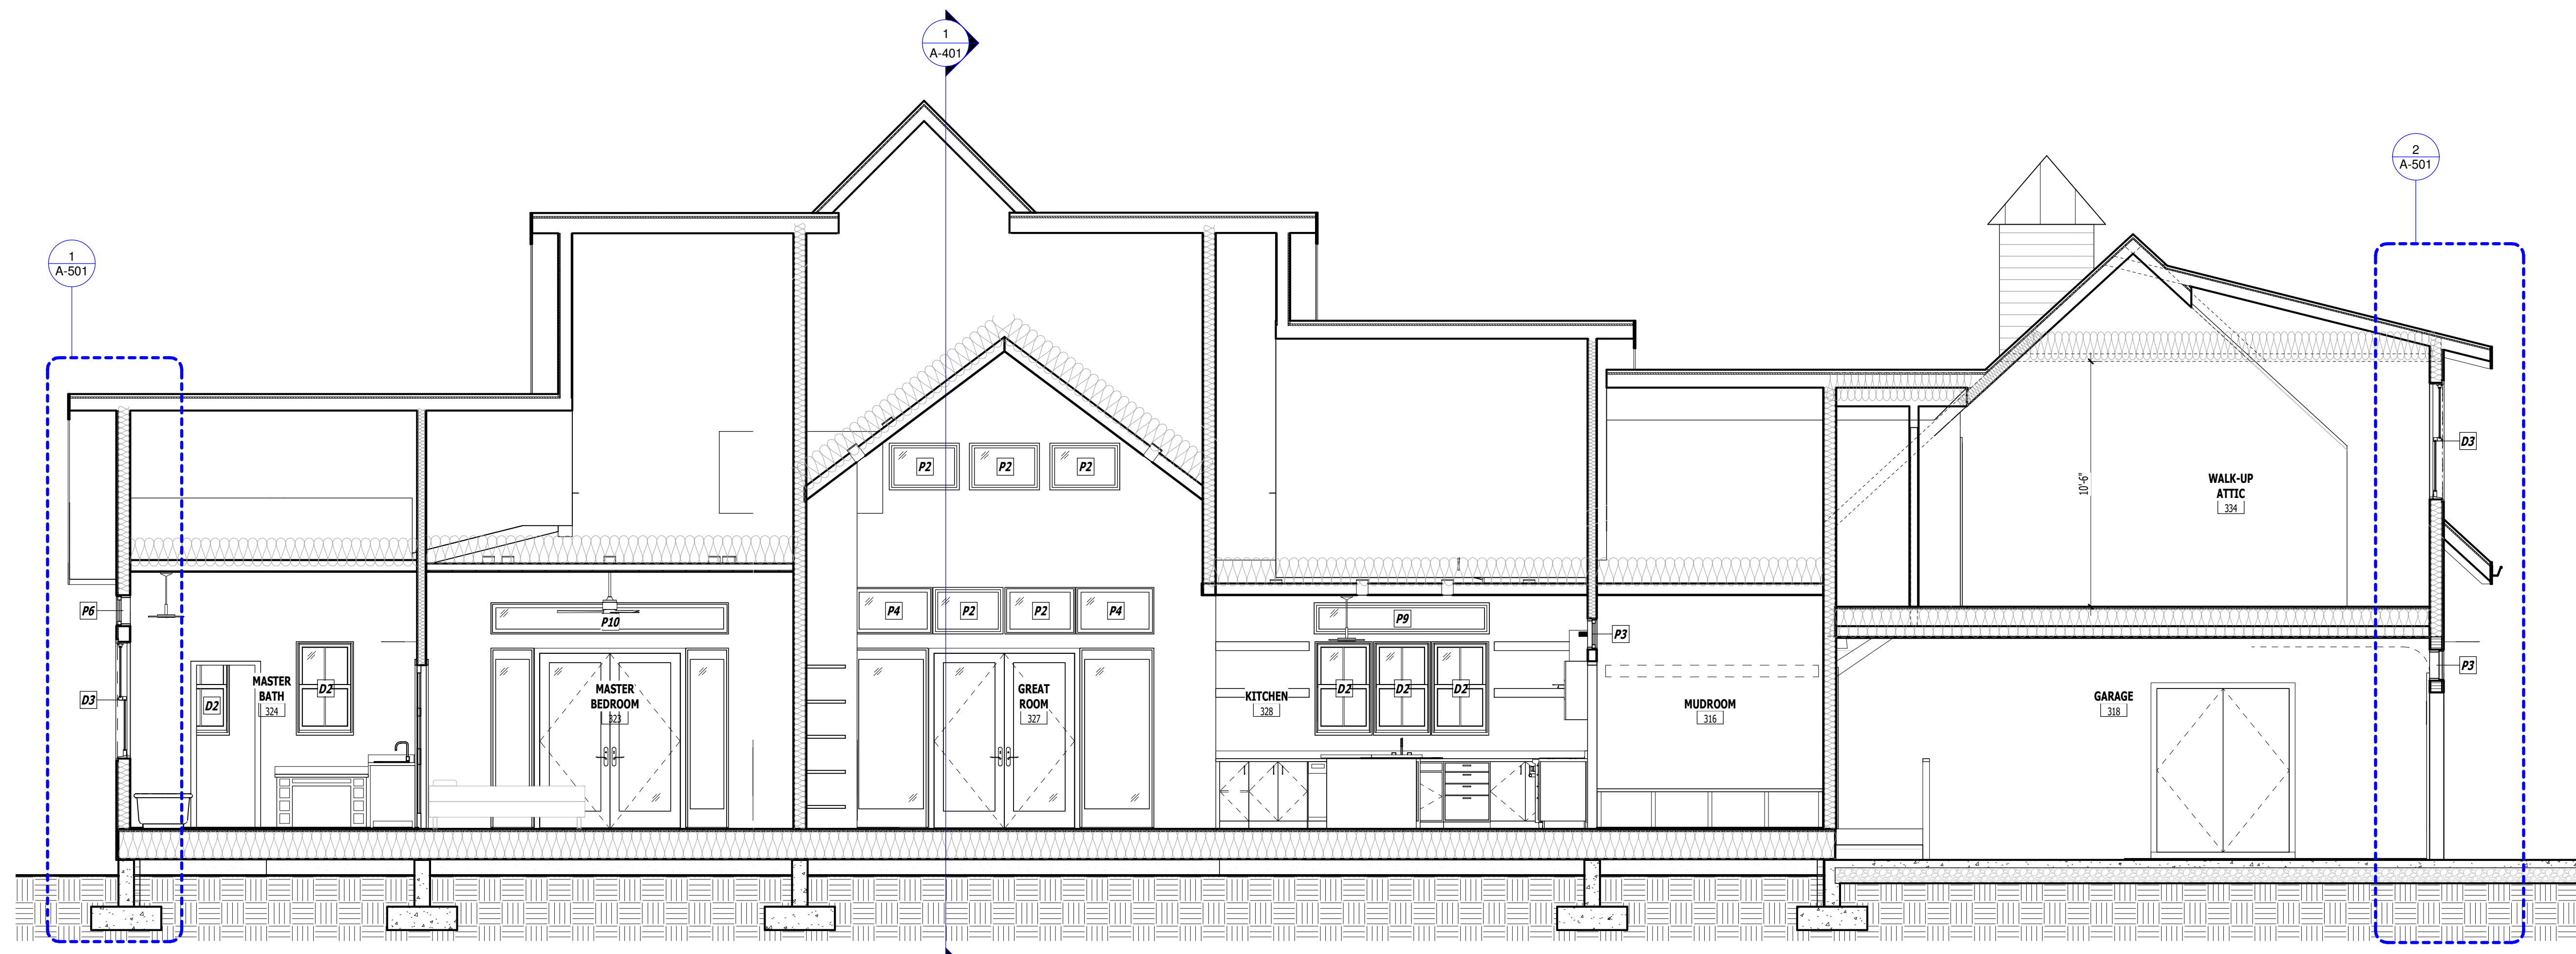 1
A-401
2
A-501
1
A-501
D3
P2
P2
P2
10'-6"
WALK-UP
ATTIC
334
P6
P10
P4
P2
P2
P4
P9
P3
P3
D3
D2
MASTER
BATH
324
D2
MASTER
BEDROOM
323
GREAT
ROOM
327
KITCHEN
328
D2
D2
D2
MUDROOM
316
GARAGE
318